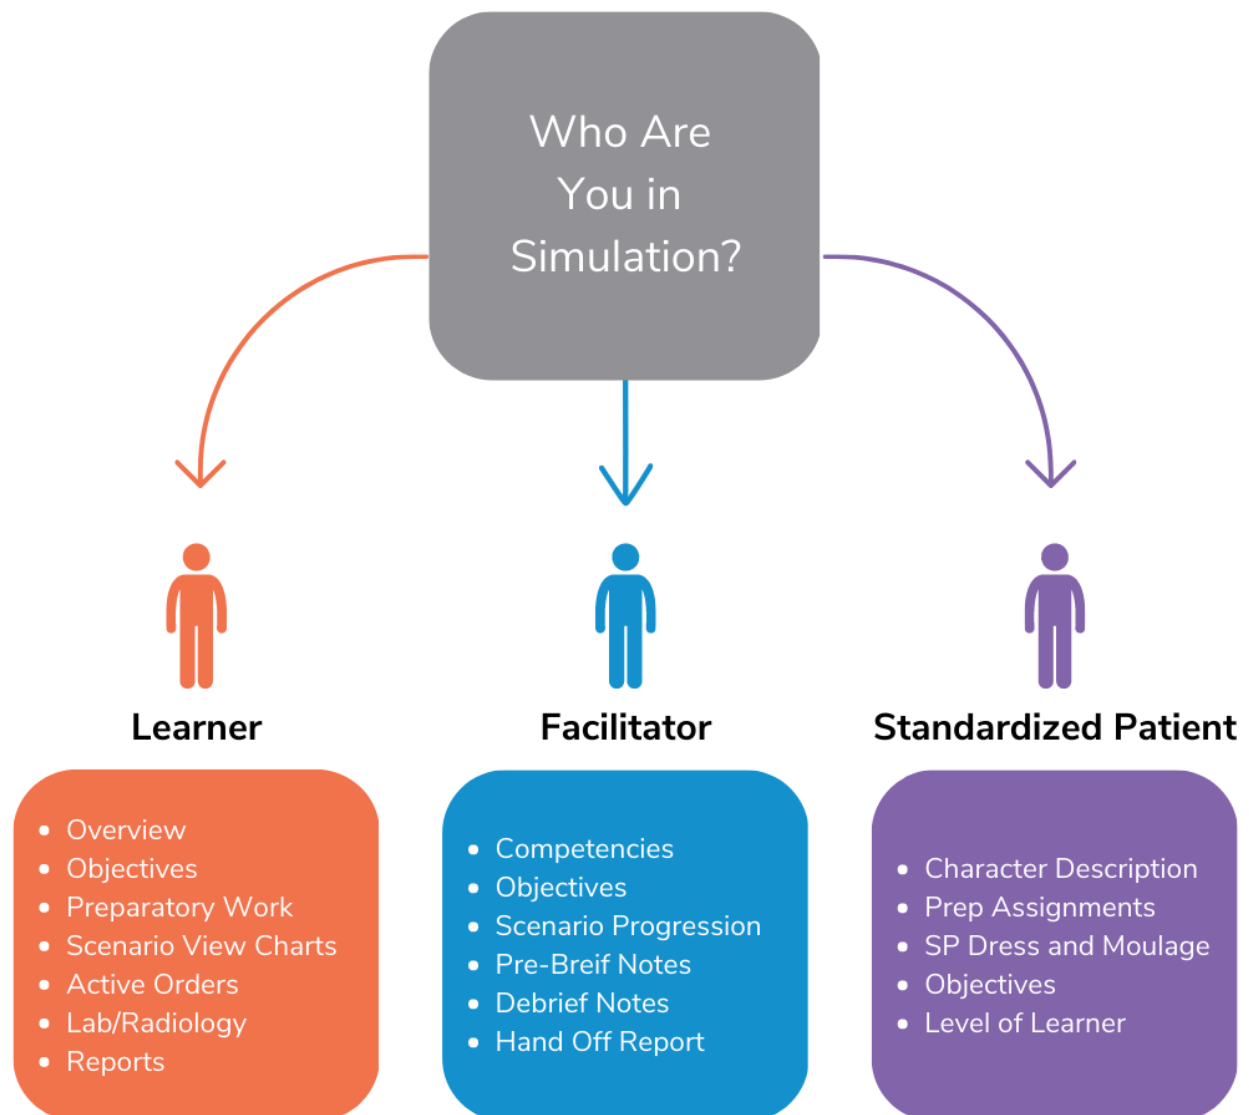 Who Are
You in
Simulation?
Learner
• Overview
• Objectives
• Preparatory Work
• Scenario View Charts
• Active Orders
• Lab/Radiology
• Reports
Facilitator
• Competencies
• Objectives
• Scenario Progression
• Pre-Breif Notes
• Debrief Notes
• Hand Off Report
Standardized Patient
• Character Description
• Prep Assignments
• SP Dress and Moulage
• Objectives
• Level of Learner